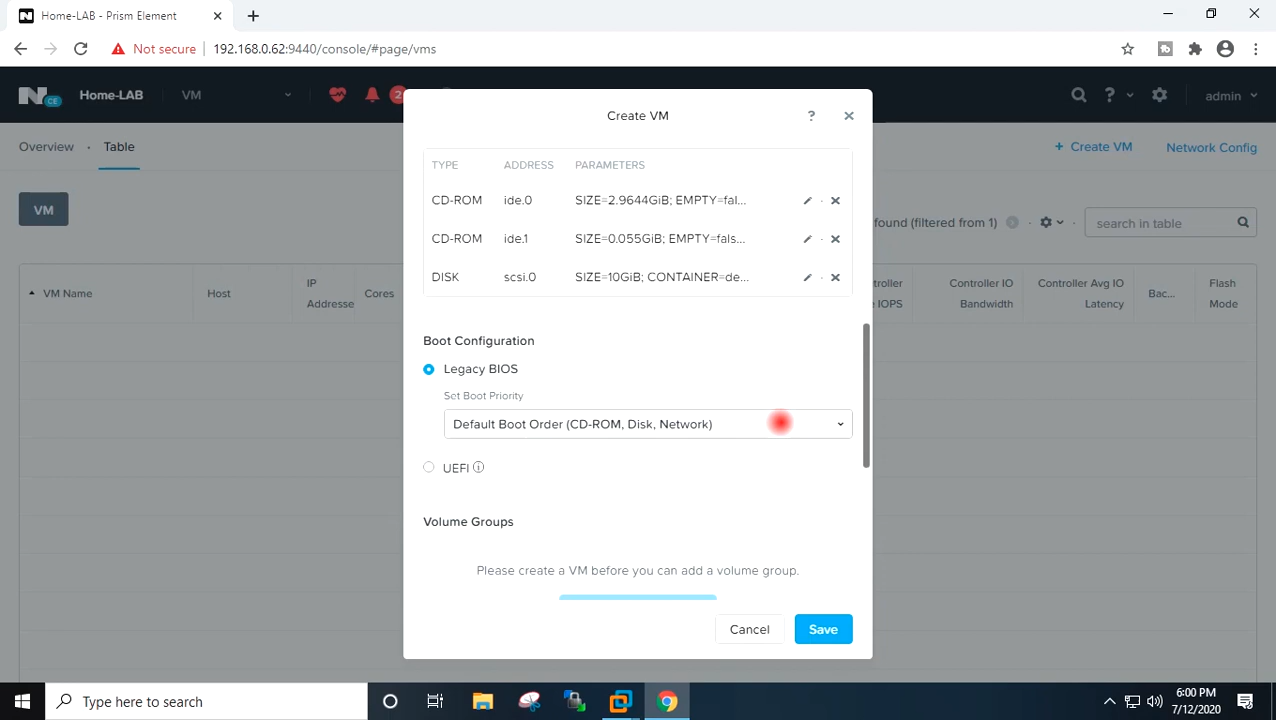 Home-LAB - Prism Element
Not secure
192.168.0.62:9440/console/#page/vms
N CE Home-LAB VM 2 ? admin
Overview · Table
+ Create VM Network Config
VM
found (filtered from 1) · · search in table
VM Name
Host
IP
Addresse
Cores
troller
e IOPS
Controller IO
Bandwidth
Controller Avg IO
Latency
Bac...
Flash
Mode
Create VM ?
TYPE ADDRESS PARAMETERS
CD-ROM ide.0 SIZE=2.9644GiB; EMPTY=fal... ·
CD-ROM ide.1 SIZE=0.055GiB; EMPTY=fals... ·
DISK scsi.0 SIZE=10GiB; CONTAINER=de... ·
Boot Configuration
Legacy BIOS
Set Boot Priority
Default Boot Order (CD-ROM, Disk, Network)
UEFI
Volume Groups
Please create a VM before you can add a volume group.
Cancel Save
Type here to search
6:00 PM
7/12/2020